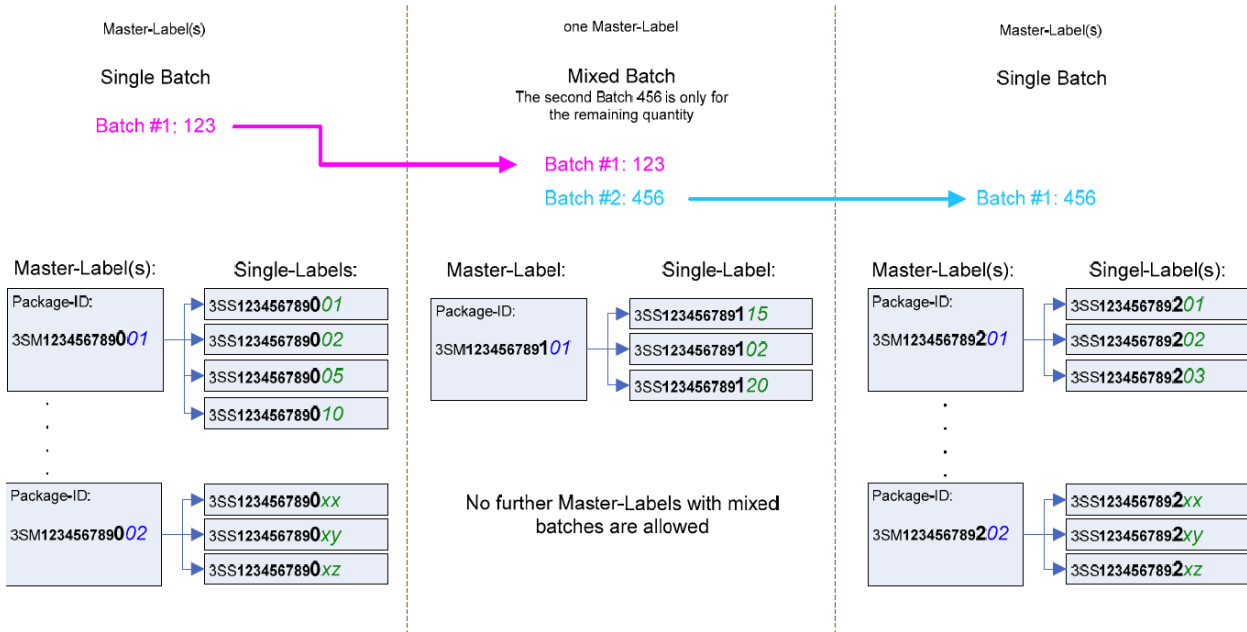 Master-Label(s)
Single Batch
Batch #1: 123
Master-Label(s):
Single-Labels:
Package-ID:
3SM123456789001
3SS123456789001
3SS123456789002
3SS123456789005
3SS123456789010
Package-ID:
3SM123456789002
3SS1234567890xx
3SS1234567890xy
3SS1234567890xz
one Master-Label
Mixed Batch
The second Batch 456 is only for
the remaining quantity
Batch #1: 123
Batch #2: 456
Master-Label:
Single-Label:
Package-ID:
3SM123456789101
3SS123456789115
3SS123456789102
3SS123456789120
No further Master-Labels with mixed
batches are allowed
Master-Label(s)
Single Batch
Batch #1: 456
Master-Label(s):
Singel-Label(s):
Package-ID:
3SM123456789201
3SS123456789201
3SS123456789202
3SS123456789203
Package-ID:
3SM123456789202
3SS1234567892xx
3SS1234567892xy
3SS1234567892xz